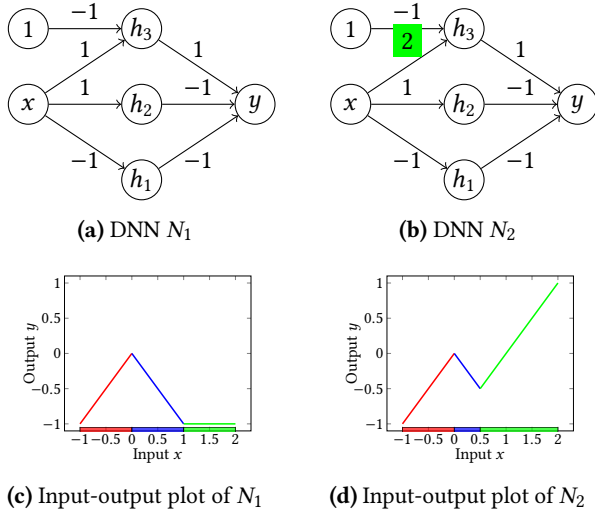 −1
1 h₃
1 1
x 1 h₂ −1 y
−1 −1
h₁
(a) DNN N₁
−1
1 h₃
2 1
x 1 h₂ −1 y
−1 −1
h₁
(b) DNN N₂
1
0.5
0
−0.5
−1
Output y
−1 −0.5 0 0.5 1 1.5 2
Input x
(c) Input-output plot of N₁
1
0.5
0
−0.5
−1
Output y
−1 −0.5 0 0.5 1 1.5 2
Input x
(d) Input-output plot of N₂